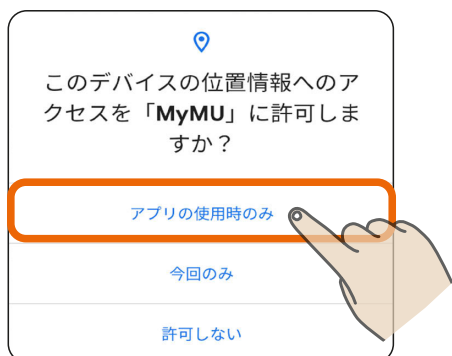 このデバイスの位置情報へのア
クセスを「MyMU」に許可しま
すか？
アプリの使用時のみ
今回のみ
許可しない